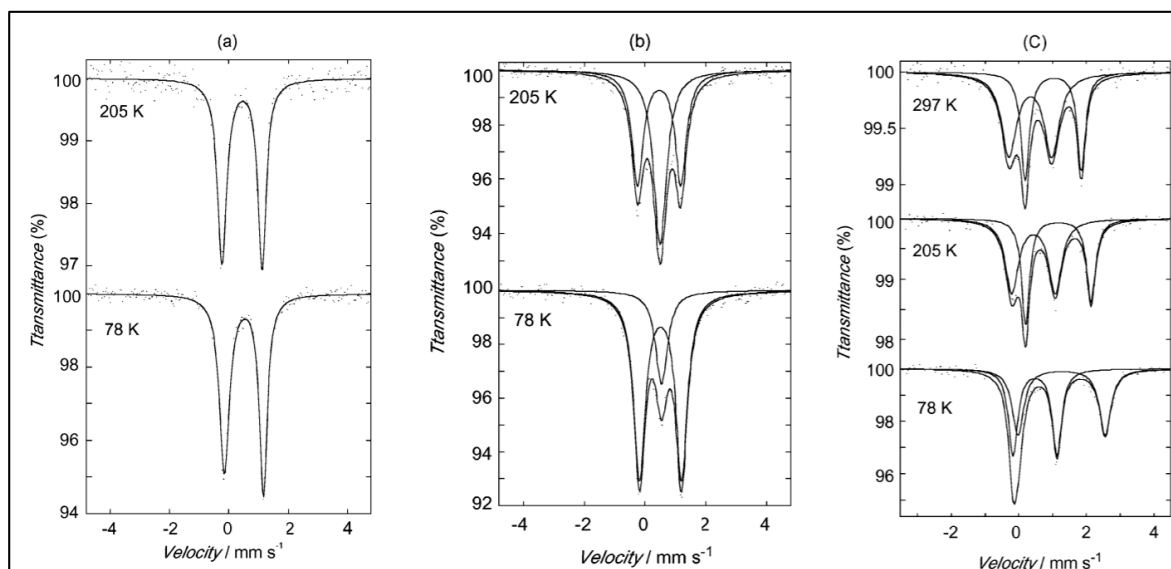 (a)
100
205 K
99
98
97
100
78 K
98
96
95
94
-4 -2 0 2 4
Velocity / mm s-1
Ttansmittance (%)
(b)
100
205 K
98
96
94
100
78 K
98
96
94
92
-4 -2 0 2 4
Velocity / mm s-1
Ttansmittance (%)
(C)
100
297 K
99.5
99
100
205 K
99
98
100
78 K
98
96
-2 0 2 4
Velocity / mm s-1
Ttansmittance (%)